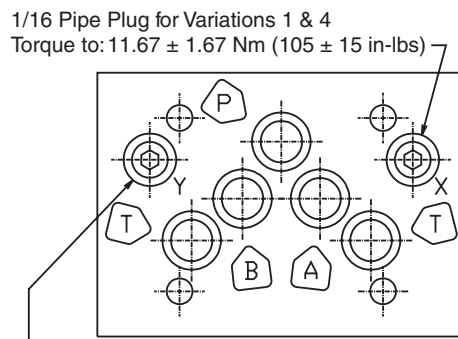 1/16 Pipe Plug for Variations 1 & 4
Torque to: 11.67 ± 1.67 Nm (105 ± 15 in-lbs)
P
Y
X
T
T
B
A